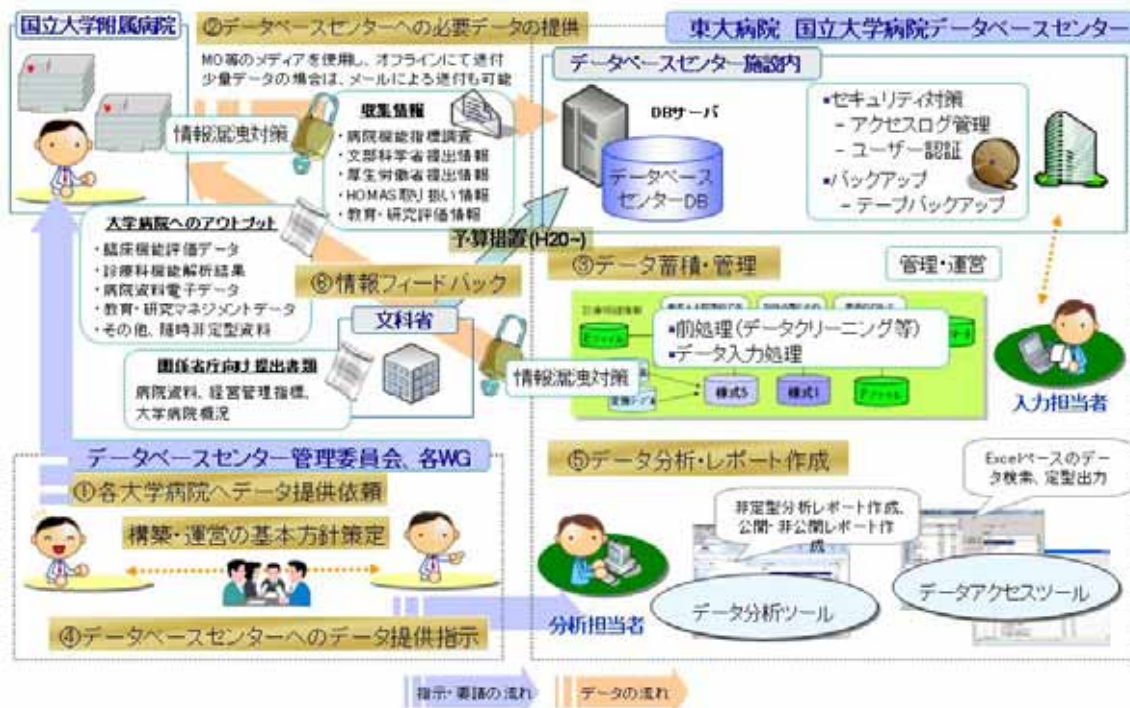 国立大学附属病院
②データベースセンターへの必要データの提供
MO等のメディアを使用し、オフラインにて送付
少量データの場合は、メールによる送付も可能
情報漏洩対策
収集情報
・病院機能指標調査
・文部科学省提出情報
・厚生労働省提出情報
・HOMAS取り扱い情報
・教育・研究評価情報
東大病院 国立大学病院データベースセンター
データベースセンター施設内
DBサーバ
データベース
センターDB
▪セキュリティ対策
－アクセスログ管理
－ユーザー認証
▪バックアップ
－テープバックアップ
大学病院へのアウトプット
・臨床機能評価データ
・診療科機能解析結果
・病院資料電子データ
・教育・研究マネジメントデータ
・その他、随時非定型資料
予算措置(H20~)
⑥情報フィードバック
文科省
関係省庁向け提出書類
病院資料、経営管理指標、
大学病院概況
情報漏洩対策
③データ蓄積・管理
管理・運営
▪前処理(データクリーニング等)
▪データ入力処理
様式5
様式1
入力担当者
データベースセンター管理委員会、各WG
①各大学病院へデータ提供依頼
構築・運営の基本方針策定
④データベースセンターへのデータ提供指示
⑤データ分析・レポート作成
Excelベースのデー
タ検索、定型出力
非定型分析レポート作成、
公開・非公開レポート作
成
データ分析ツール
データアクセスツール
分析担当者
指示・要請の流れ
データの流れ